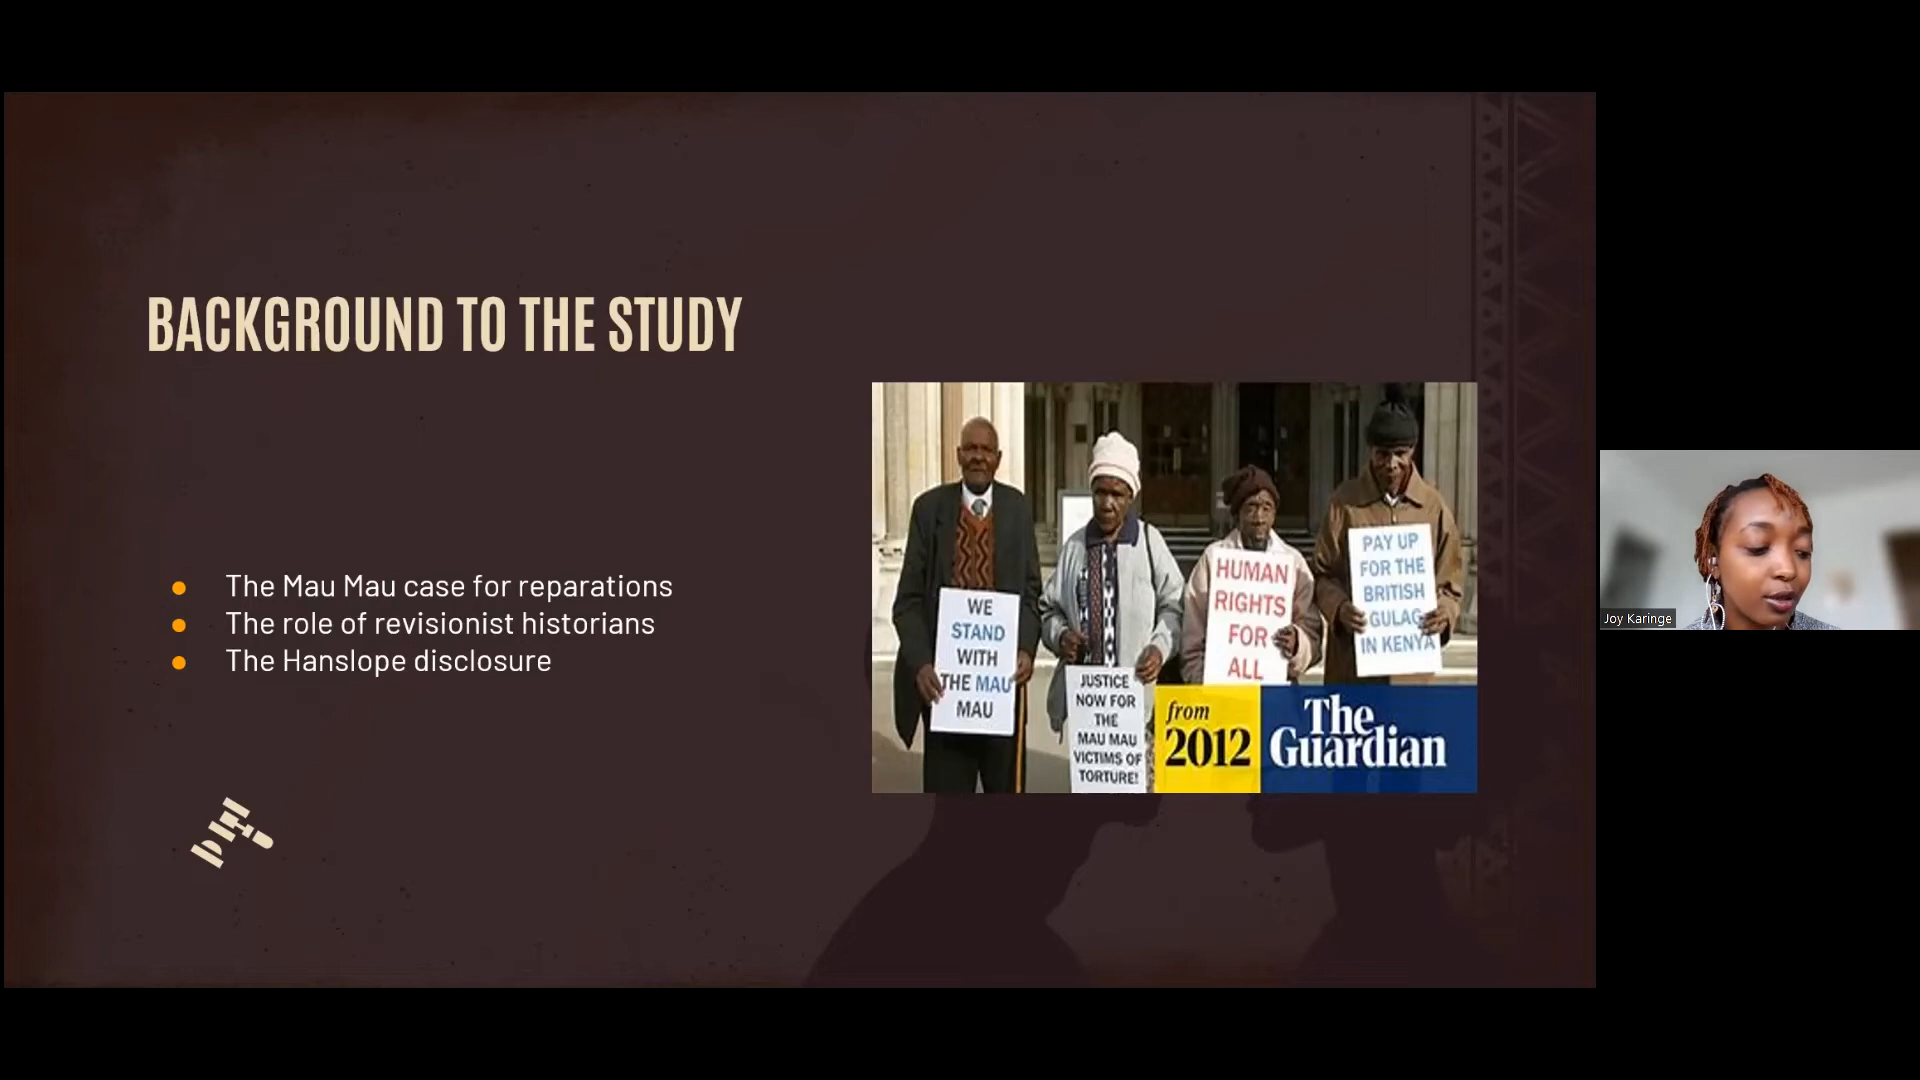 BACKGROUND TO THE STUDY
The Mau Mau case for reparations
The role of revisionist historians
The Hanslope disclosure
WE
STAND
WITH
THE MAU
MAU
JUSTICE
NOW FOR
THE
MAU MAU
VICTIMS OF
TORTURE!
HUMAN
RIGHTS
FOR
ALL
PAY UP
FOR THE
BRITISH
GULAG
IN KENYA
from
2012
The
Guardian
Joy Karinge